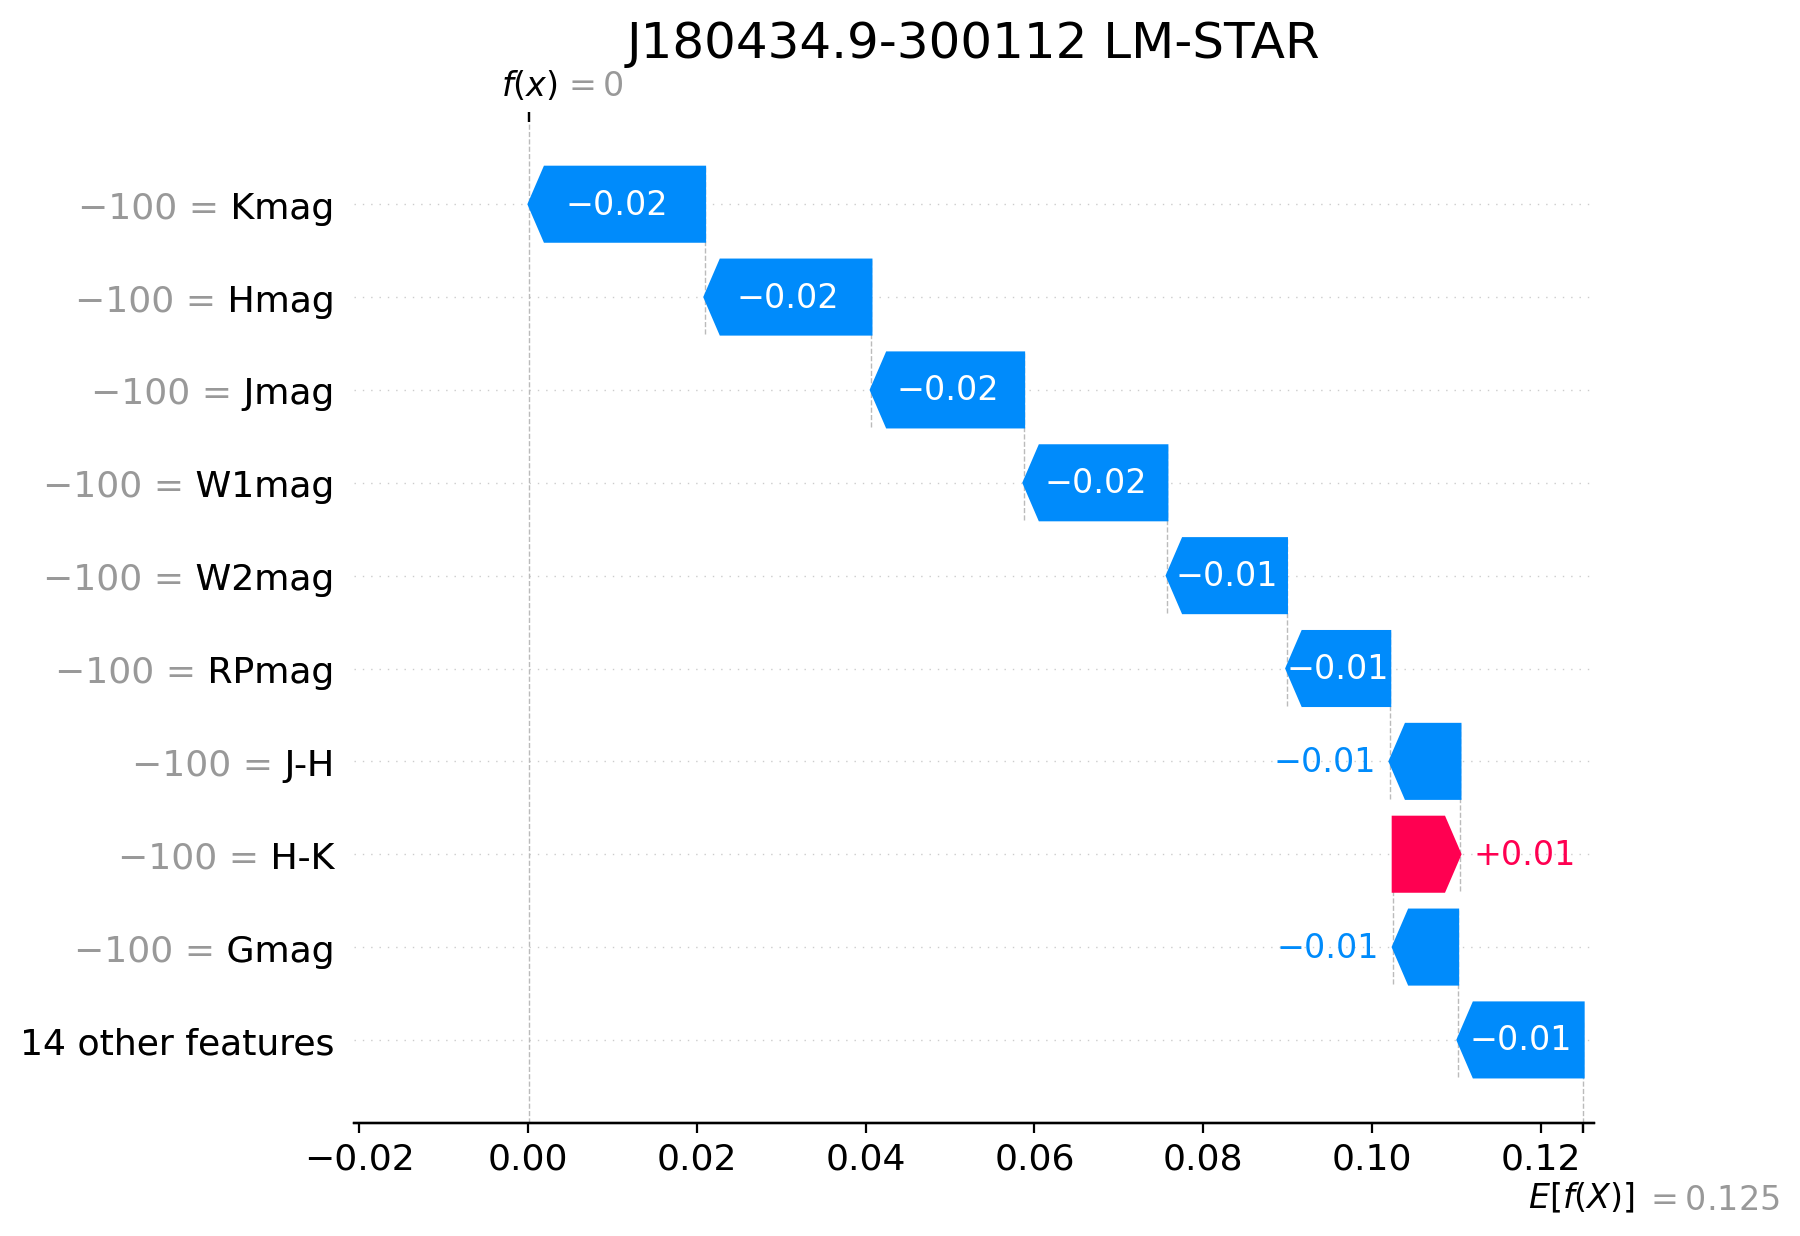 J180434.9-300112 LM-STAR
f(x) = 0
−100 = Kmag −0.02
−100 = Hmag −0.02
−100 = Jmag −0.02
−100 = W1mag −0.02
−100 = W2mag −0.01
−100 = RPmag −0.01
−100 = J-H −0.01
−100 = H-K +0.01
−100 = Gmag −0.01
14 other features −0.01
−0.02 0.00 0.02 0.04 0.06 0.08 0.10 0.12
E[f(X)] = 0.125